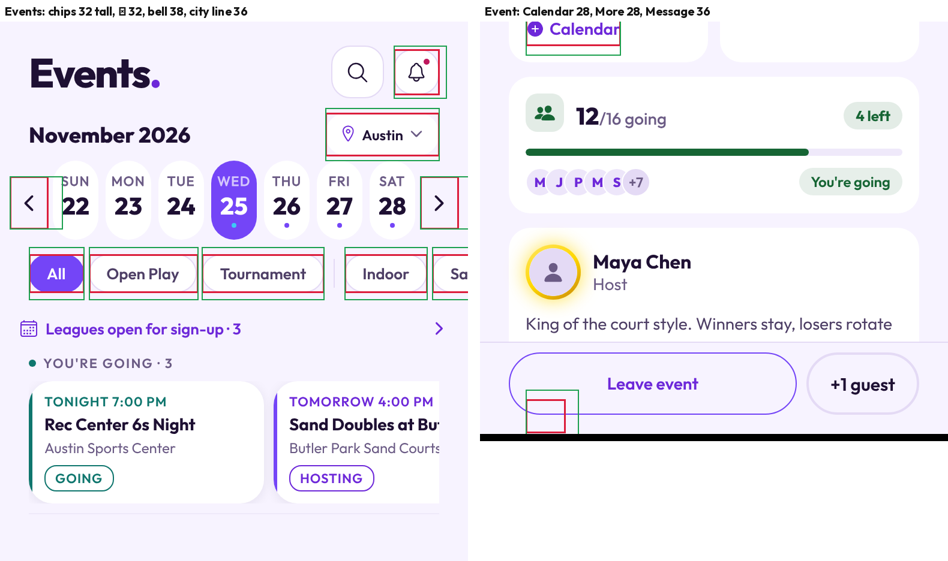 Events: chips 32 tall, 32, bell 38, city line 36
Event: Calendar 28, More 28, Message 36
Events.
November 2026
Austin
SUN MON TUE WED THU FRI SAT
22 23 24 25 26 27 28
All Open Play Tournament Indoor Sa
Leagues open for sign-up · 3
YOU'RE GOING · 3
TONIGHT 7:00 PM
Rec Center 6s Night
Austin Sports Center
GOING
TOMORROW 4:00 PM
Sand Doubles at But
Butler Park Sand Courts
HOSTING
Calendar
12/16 going
4 left
M J P M S +7
You're going
Maya Chen
Host
King of the court style. Winners stay, losers rotate
Leave event
+1 guest